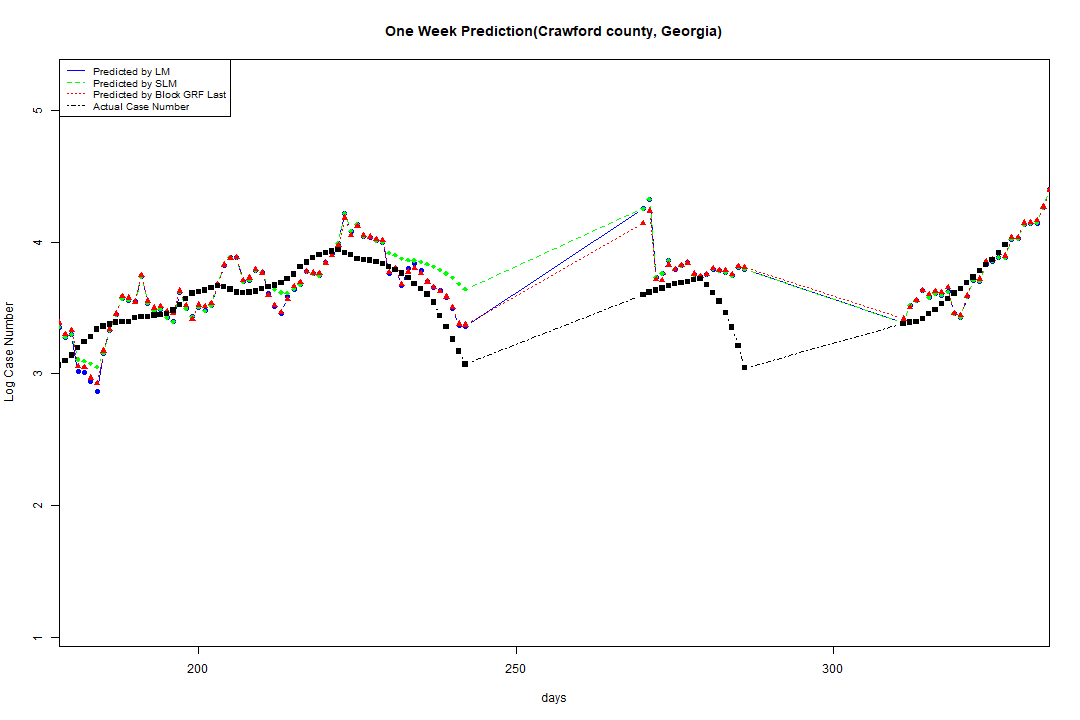 One Week Prediction(Crawford county, Georgia)
Predicted by LM
Predicted by SLM
Predicted by Block GRF Last
Actual Case Number
5
4
3
2
1
Log Case Number
200
250
300
days